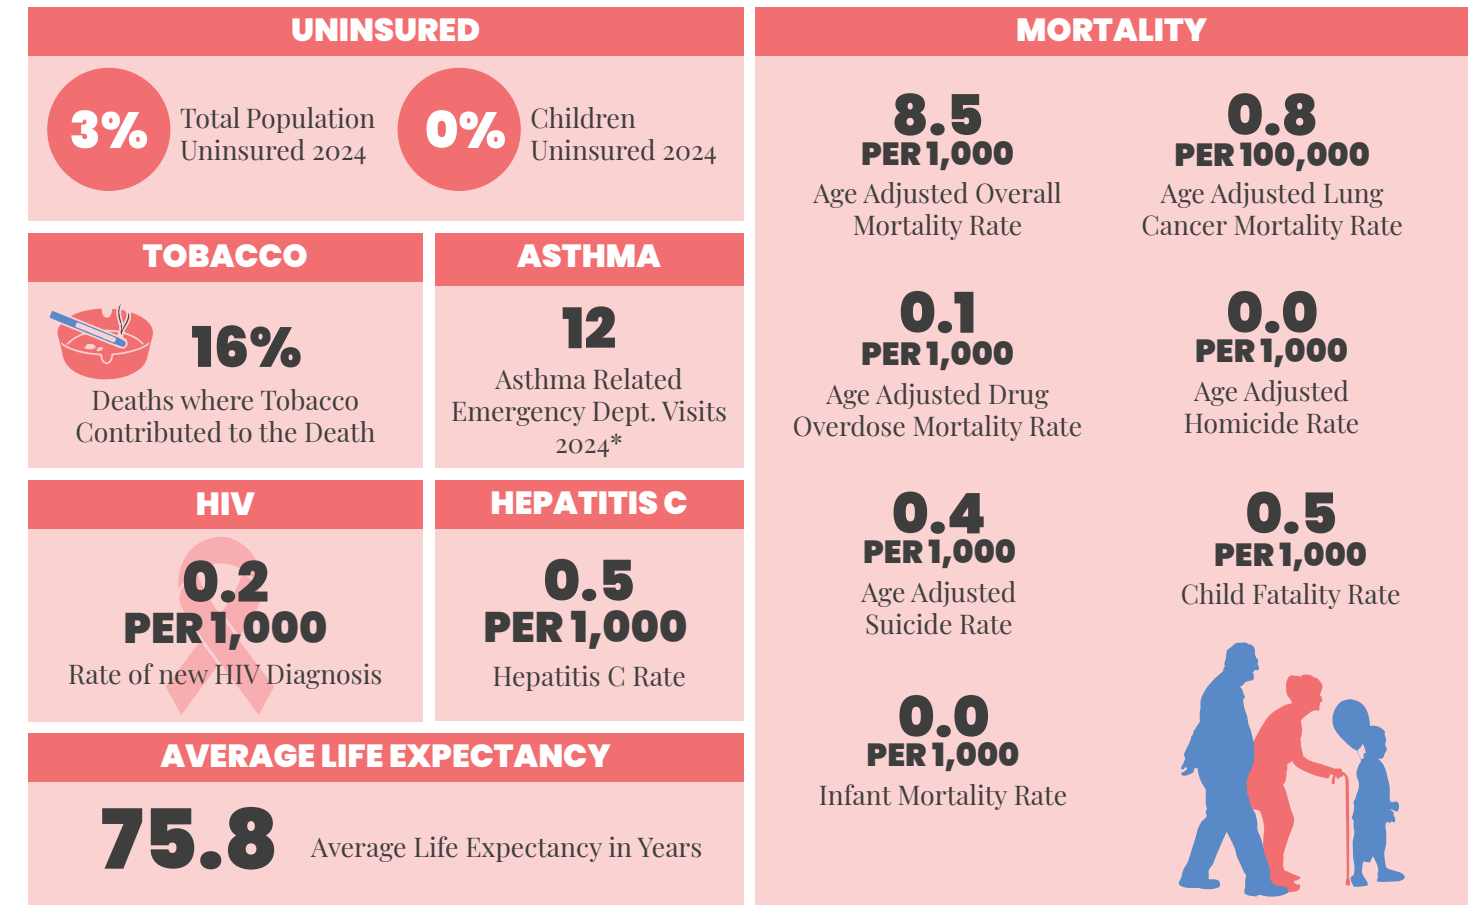 UNINSURED
3%
Total Population
Uninsured 2024
0%
Children
Uninsured 2024
TOBACCO
16%
Deaths where Tobacco
Contributed to the Death
ASTHMA
12
Asthma Related
Emergency Dept. Visits
2024*
HIV
0.2
PER 1,000
Rate of new HIV Diagnosis
HEPATITIS C
0.5
PER 1,000
Hepatitis C Rate
AVERAGE LIFE EXPECTANCY
75.8
Average Life Expectancy in Years
MORTALITY
8.5
PER 1,000
Age Adjusted Overall
Mortality Rate
0.8
PER 100,000
Age Adjusted Lung
Cancer Mortality Rate
0.1
PER 1,000
Age Adjusted Drug
Overdose Mortality Rate
0.0
PER 1,000
Age Adjusted
Homicide Rate
0.4
PER 1,000
Age Adjusted
Suicide Rate
0.5
PER 1,000
Child Fatality Rate
0.0
PER 1,000
Infant Mortality Rate